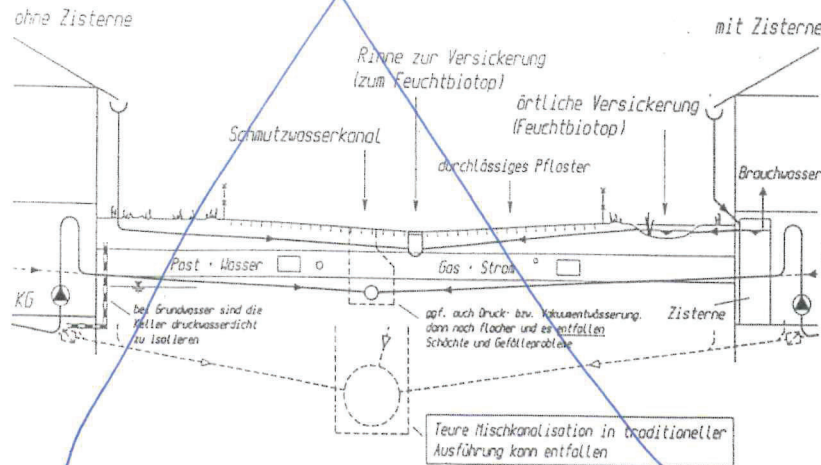 ohne Zisterne
mit Zisterne
Rinne zur Versickerung
(zum Feuchtbiotop)
örtliche Versickerung
(Feuchtbiotop)
Schmutzwasserkanal
durchlässiges Pflaster
Brauchwasser
Post · Wasser
Gas · Strom
KG
bei Grundwasser sind die
Keller druckwasserdicht
zu isolieren
ggf. auch Druck- bzw. Vakuumentwässerung.
dann noch flacher und es entfallen
Schächte und Gefälleprobleme
Zisterne
Teure Mischkanalisation in traditioneller
Ausführung kann entfallen